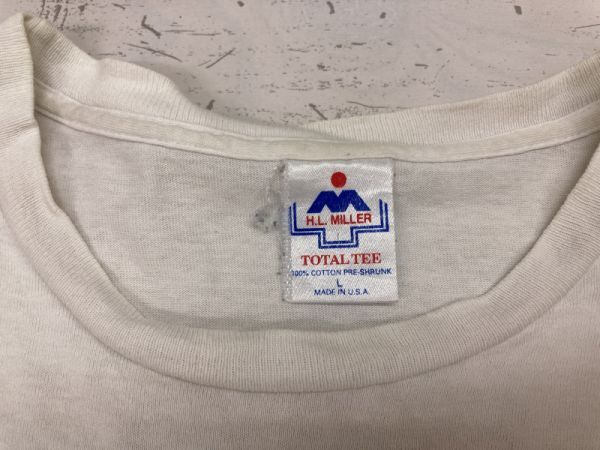 H.L. MILLER
TOTAL TEE
100% COTTON PRE-SHRUNK
L
MADE IN U.S.A.